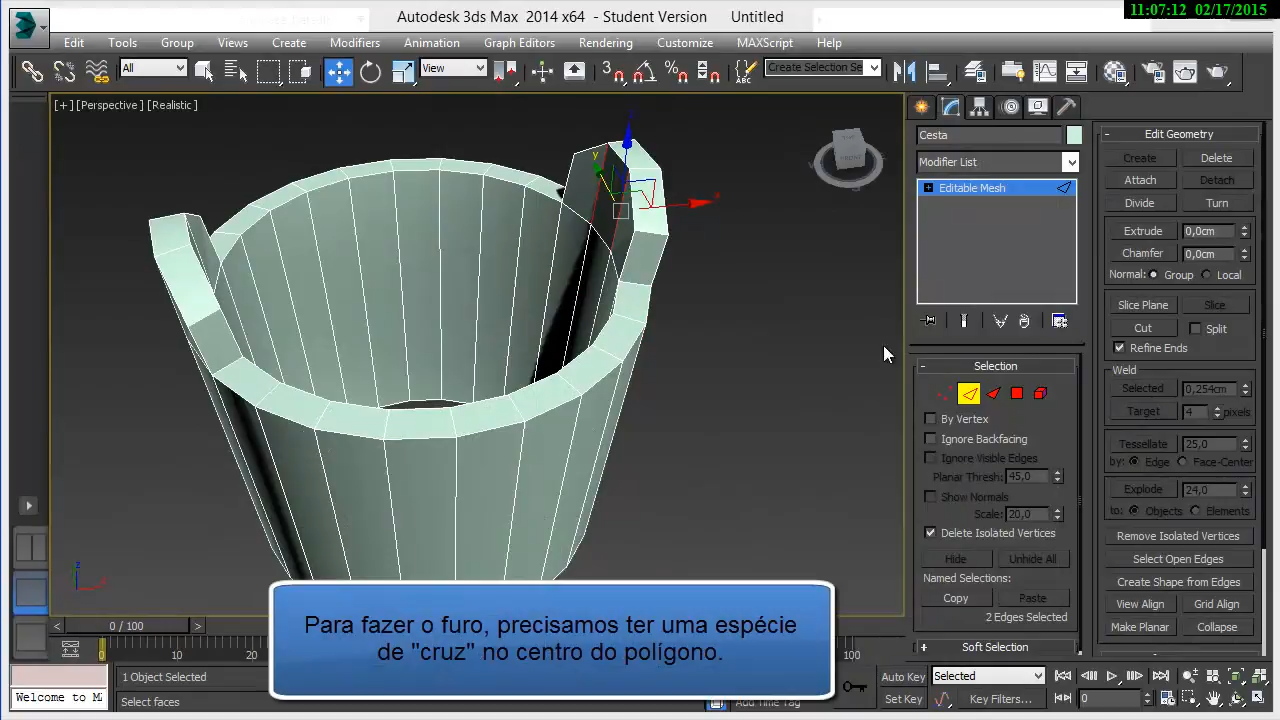 11:07:12 02/17/2015
Autodesk 3ds Max 2014 x64 - Student Version Untitled
Edit Tools Group Views Create Modifiers Animation Graph Editors Rendering Customize MAXScript Help
All View Create Selection Se
[+] [Perspective] [Realistic]
Cesta
Modifier List
Editable Mesh
Selection
By Vertex
Ignore Backfacing
Ignore Visible Edges
Planar Thresh: 45,0
Show Normals
Scale: 20,0
Delete Isolated Vertices
Hide Unhide All
Named Selections:
Copy Paste
2 Edges Selected
Soft Selection
Edit Geometry
Create Delete
Attach Detach
Divide Turn
Extrude 0,0cm
Chamfer 0,0cm
Normal: Group Local
Slice Plane Slice
Cut Split
Refine Ends
Weld
Selected 0,254cm
Target 4 pixels
Tessellate 25,0
by: Edge Face-Center
Explode 24,0
to: Objects Elements
Remove Isolated Vertices
Select Open Edges
Create Shape from Edges
View Align Grid Align
Make Planar Collapse
FRONT
y
x
z
Para fazer o furo, precisamos ter uma espécie
de "cruz" no centro do polígono.
0 / 100
0 10 20 30 100
Welcome to M
1 Object Selected
Select faces
Add Time Tag
Auto Key Selected
Set Key Key Filters... 0